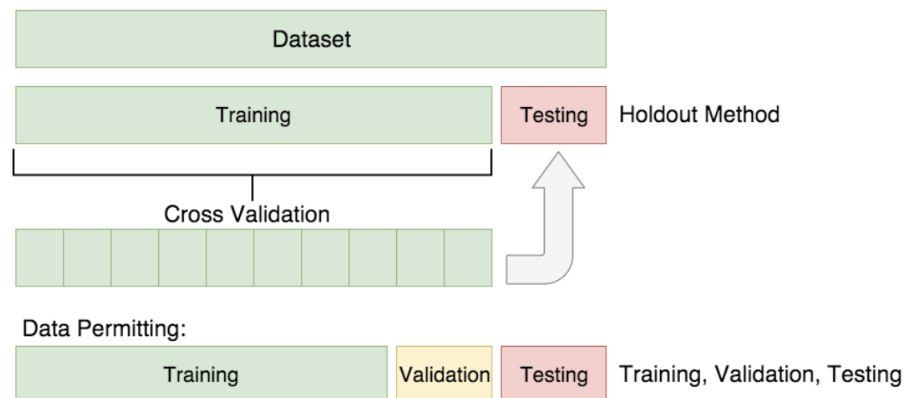 Dataset
Training
Testing
Holdout Method
Cross Validation
Data Permitting:
Training
Validation
Testing
Training, Validation, Testing